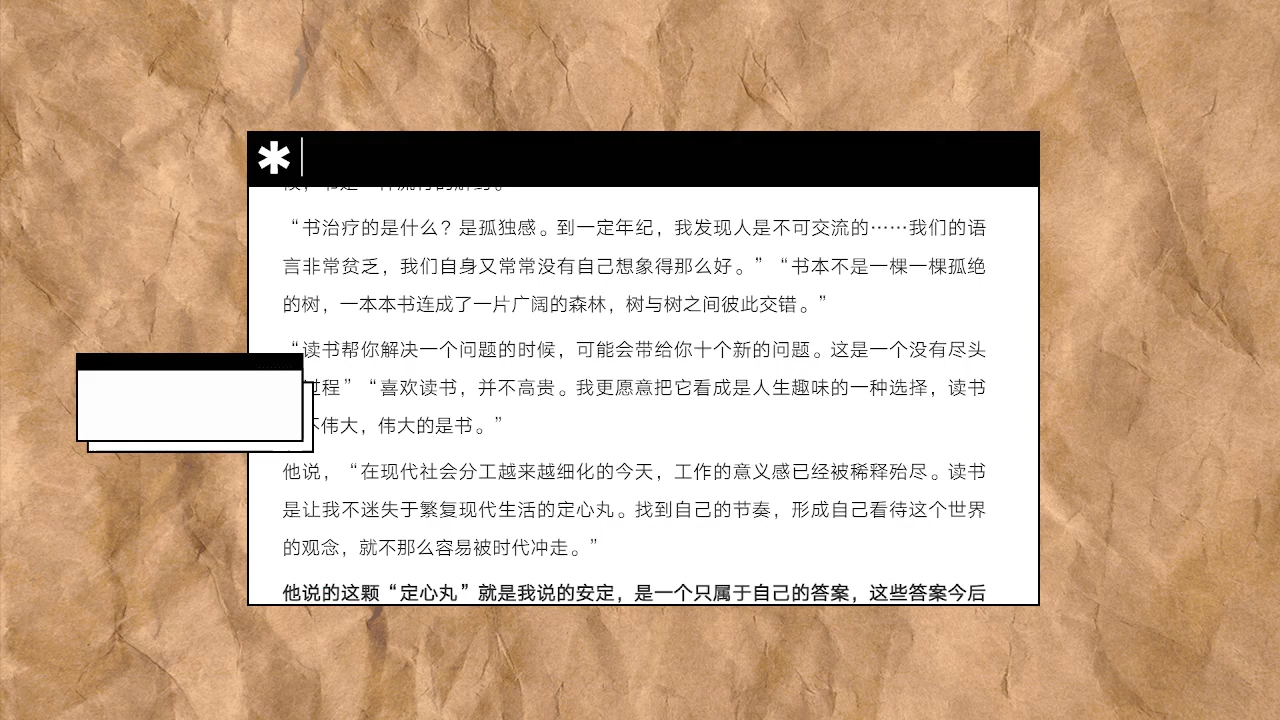 “书治疗的是什么？是孤独感。到一定年纪，我发现人是不可交流的……我们的语
言非常贫乏，我们自身又常常没有自己想象得那么好。”“书本不是一棵一棵孤绝
的树，一本本书连成了一片广阔的森林，树与树之间彼此交错。”
“读书帮你解决一个问题的时候，可能会带给你十个新的问题。这是一个没有尽头
过程”“喜欢读书，并不高贵。我更愿意把它看成是人生趣味的一种选择，读书
不伟大，伟大的是书。”
他说，“在现代社会分工越来越细化的今天，工作的意义感已经被稀释殆尽。读书
是让我不迷失于繁复现代生活的定心丸。找到自己的节奏，形成自己看待这个世界
的观念，就不那么容易被时代冲走。”
他说的这颗“定心丸”就是我说的安定，是一个只属于自己的答案，这些答案今后